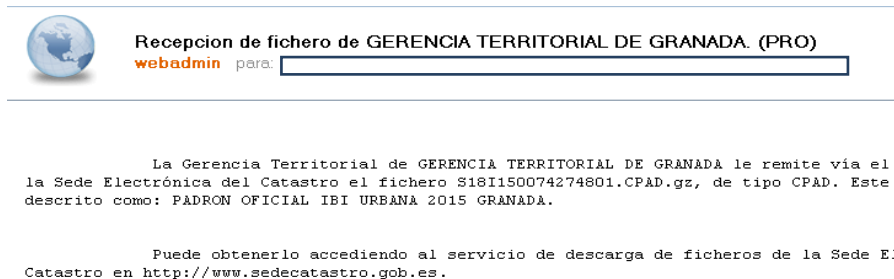 Recepcion de fichero de GERENCIA TERRITORIAL DE GRANADA. (PRO)
webadmin para:
La Gerencia Territorial de GERENCIA TERRITORIAL DE GRANADA le remite vía el
la Sede Electrónica del Catastro el fichero S18I150074274801.CPAD.gz, de tipo CPAD. Este
descrito como: PADRON OFICIAL IBI URBANA 2015 GRANADA.
Puede obtenerlo accediendo al servicio de descarga de ficheros de la Sede El
Catastro en http://www.sedecatastro.gob.es.